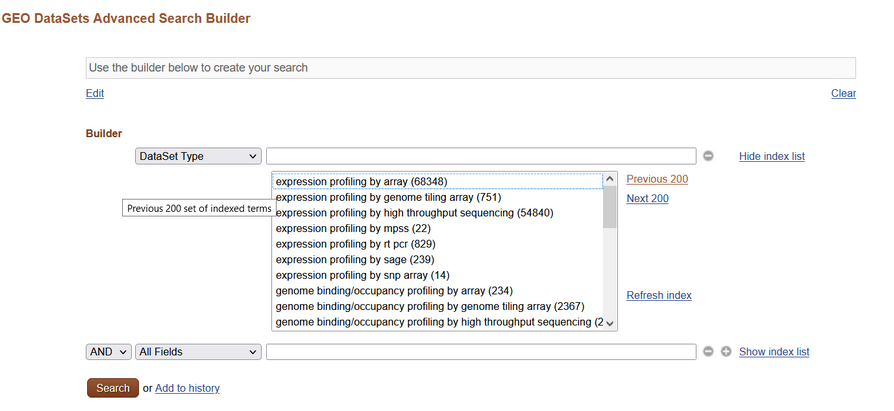 GEO DataSets Advanced Search Builder
Use the builder below to create your search
Edit Clear
Builder
DataSet Type Hide index list
expression profiling by array (68348) Previous 200
Previous 200 set of indexed terms expression profiling by genome tiling array (751) Next 200
expression profiling by high throughput sequencing (54840)
expression profiling by mpss (22)
expression profiling by rt pcr (829)
expression profiling by sage (239)
expression profiling by snp array (14)
genome binding/occupancy profiling by array (234) Refresh index
genome binding/occupancy profiling by genome tiling array (2367)
genome binding/occupancy profiling by high throughput sequencing (2
AND All Fields Show index list
Search or Add to history